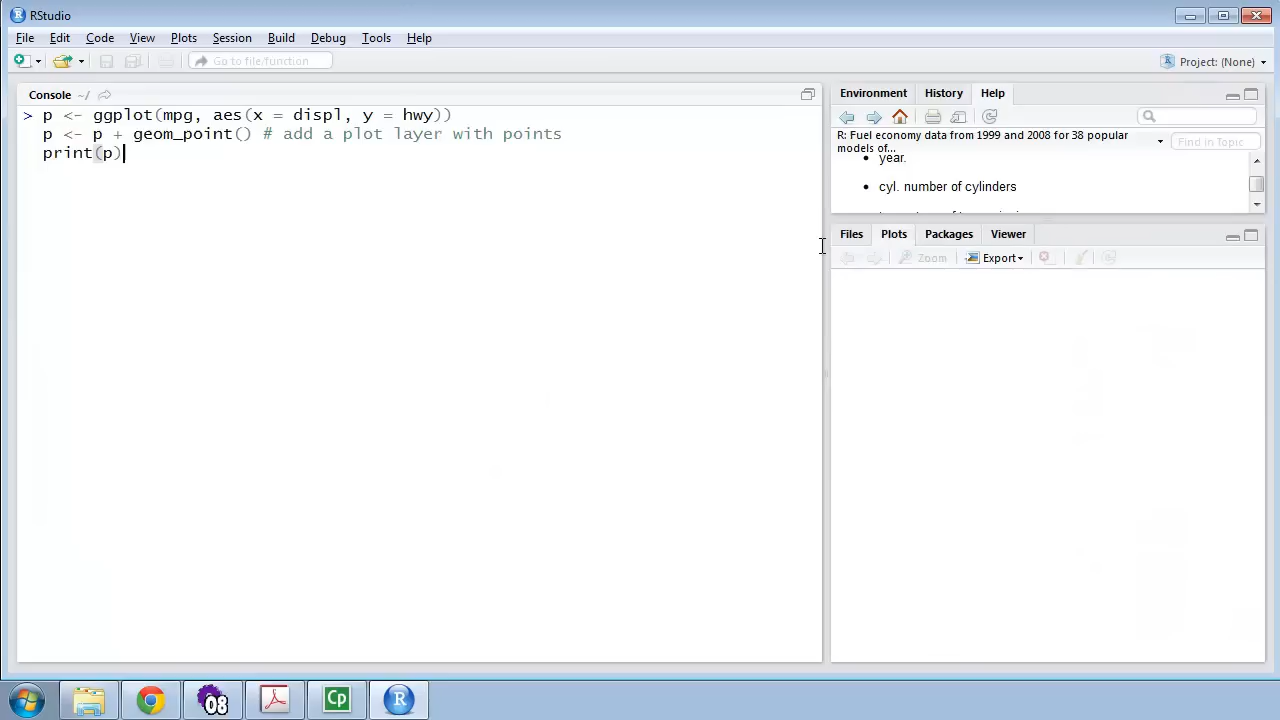 RStudio
File Edit Code View Plots Session Build Debug Tools Help
Go to file/function
Project: (None)
Console ~/
> p <- ggplot(mpg, aes(x = displ, y = hwy))
p <- p + geom_point() # add a plot layer with points
print(p)
Environment History Help
R: Fuel economy data from 1999 and 2008 for 38 popular
models of...
Find in Topic
year.
cyl. number of cylinders
Files Plots Packages Viewer
Zoom Export
08
Cp
R